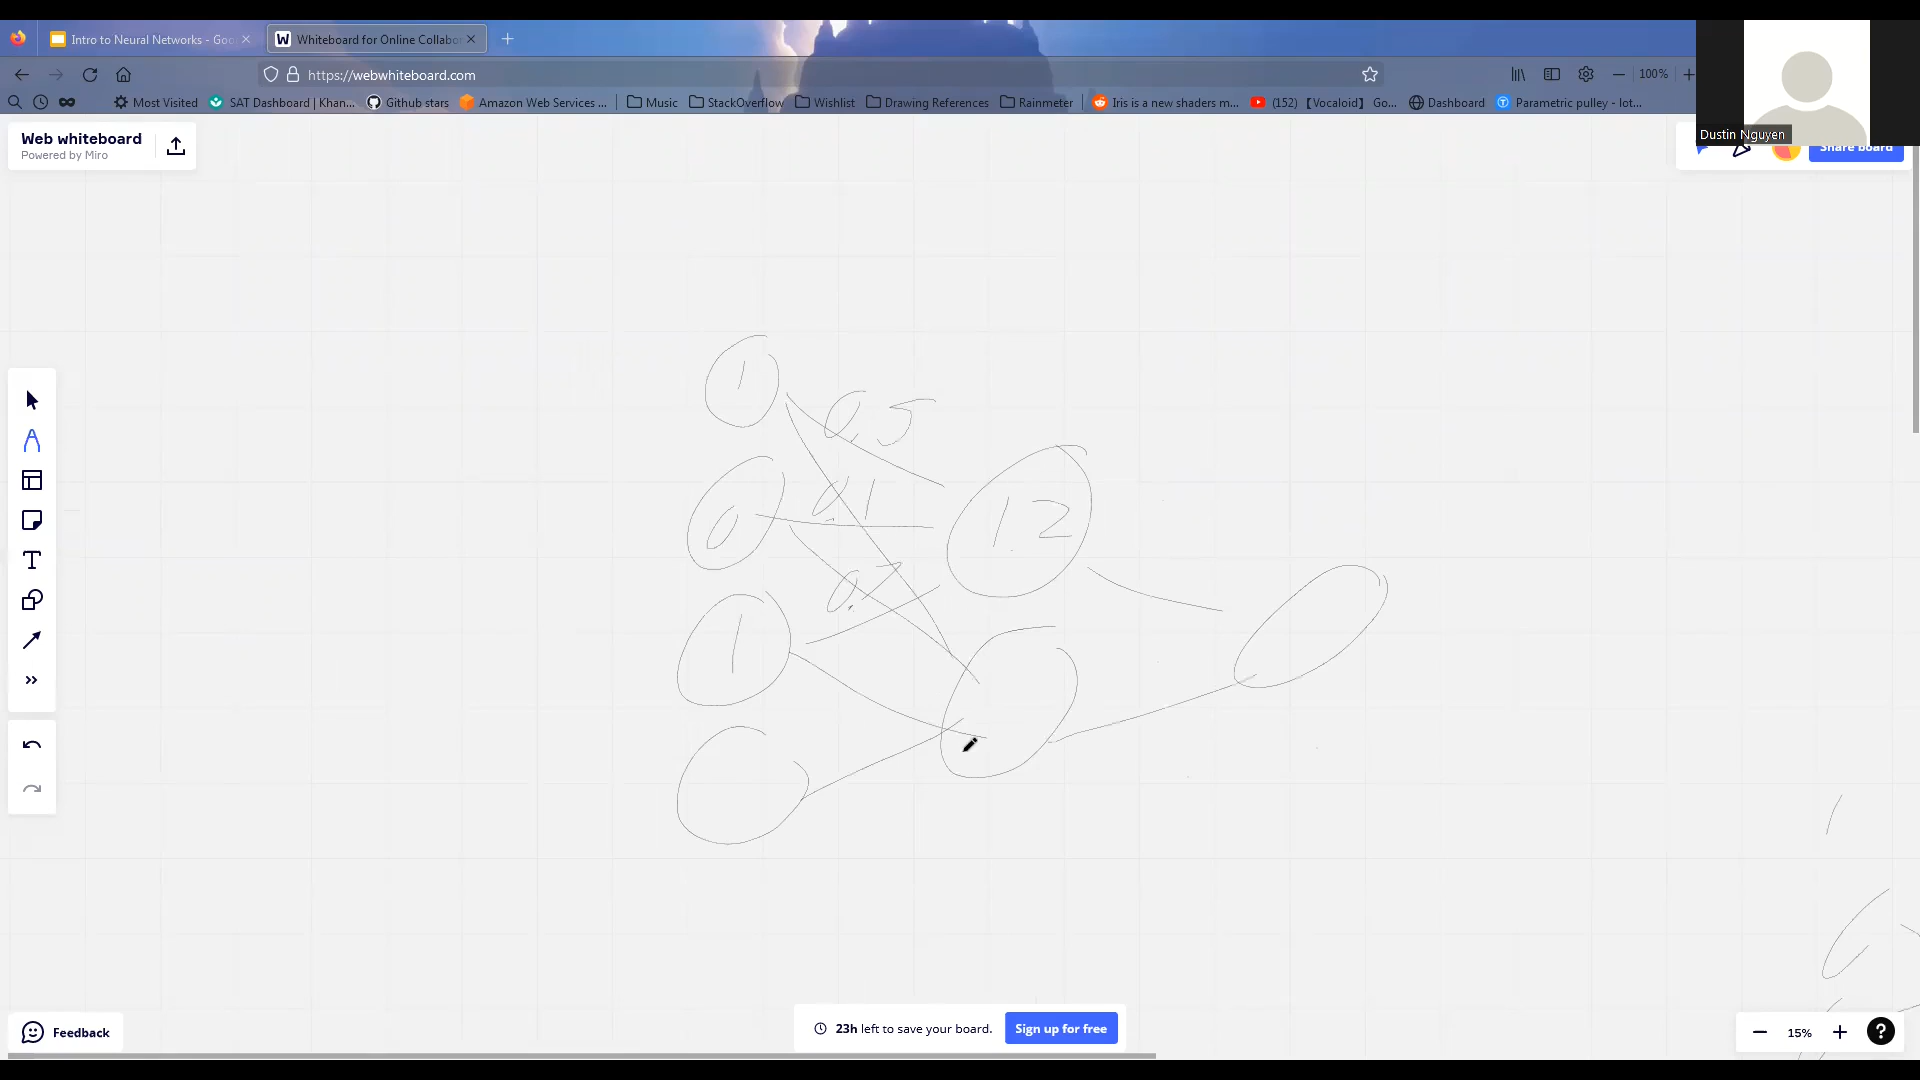 Intro to Neural Networks - Goo
Whiteboard for Online Collabo
https://webwhiteboard.com
100%
Most Visited
SAT Dashboard | Khan...
Github stars
Amazon Web Services ...
Music
StackOverflow
Wishlist
Drawing References
Rainmeter
Iris is a new shaders m...
(152) 【Vocaloid】 Go...
Dashboard
Parametric pulley - lot...
Dustin Nguyen
Web whiteboard
Powered by Miro
Share board
1
0.5
0
0.1
1.2
1
0.7
T
23h left to save your board.
Sign up for free
Feedback
15%
?